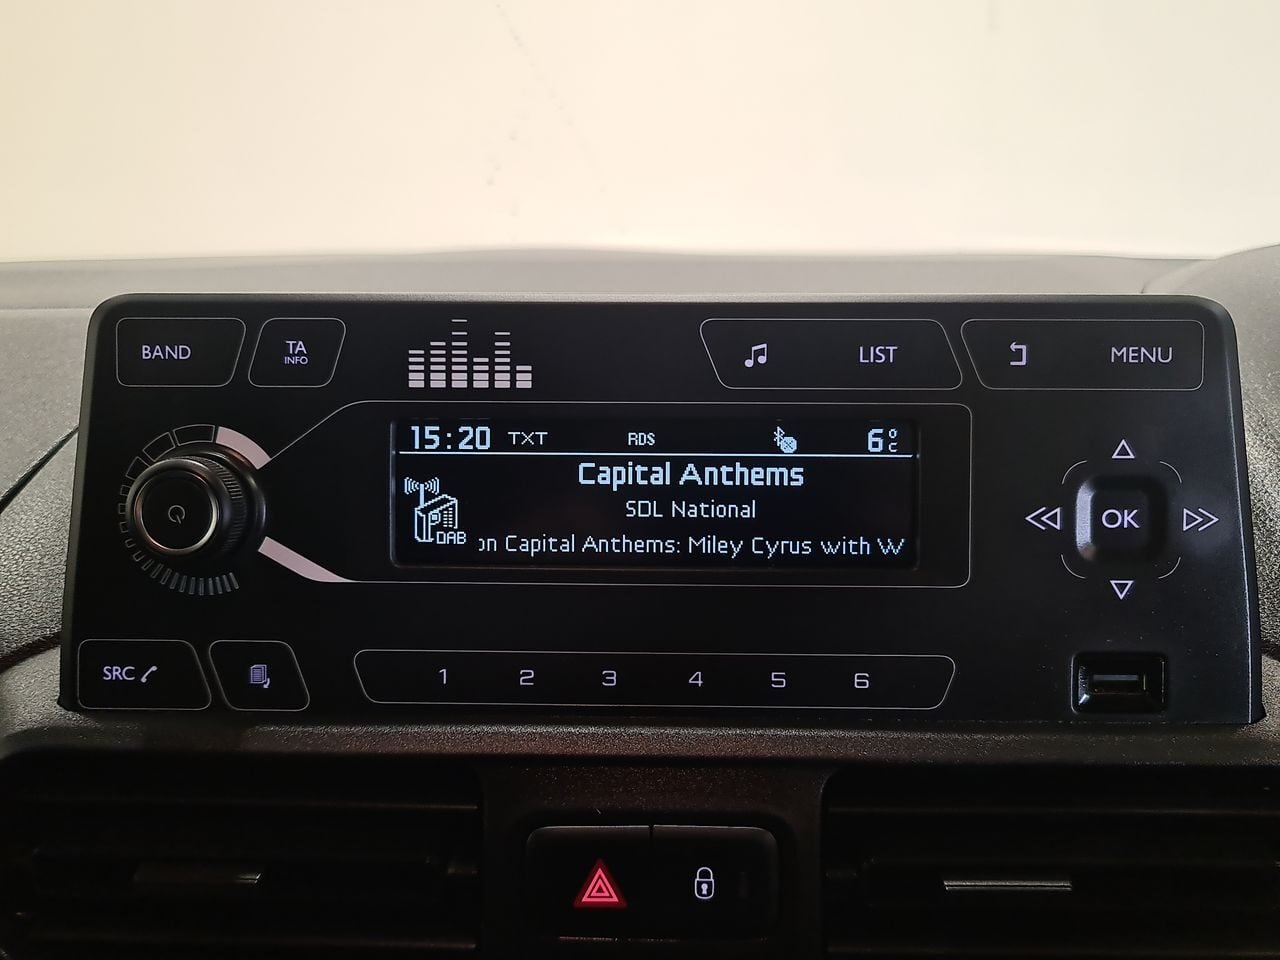 BAND
TA
INFO
LIST
MENU
15:20 TXT RDS 6°C
Capital Anthems
SDL National
DAB
on Capital Anthems: Miley Cyrus with W
OK
SRC
1 2 3 4 5 6